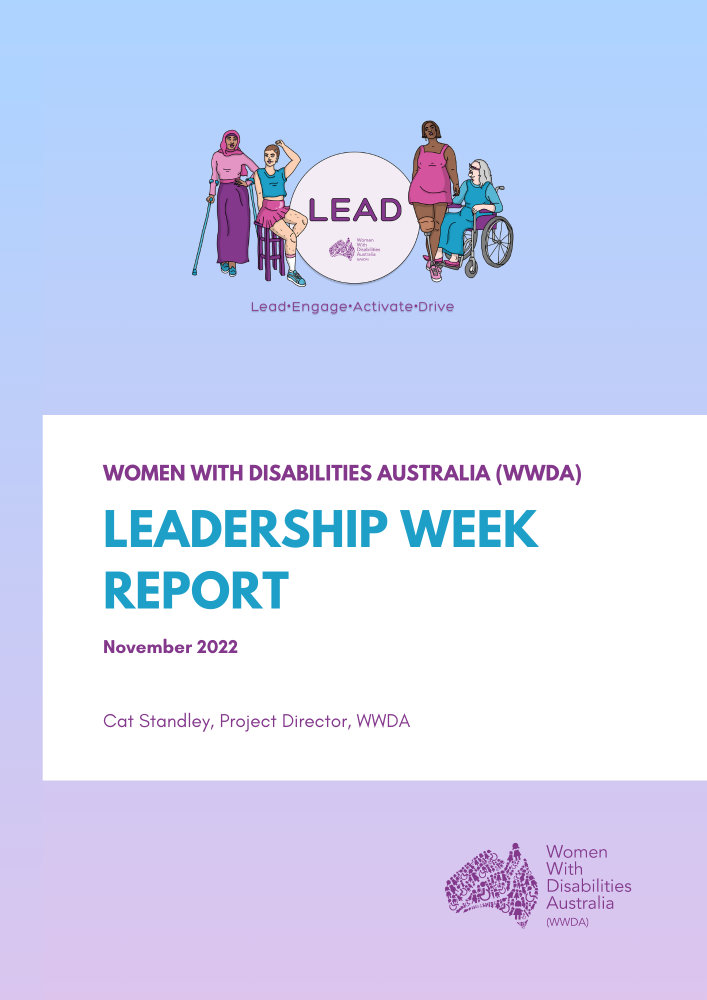 LEAD
Women
With
Disabilities
Australia
(WWDA)
Lead•Engage•Activate•Drive
WOMEN WITH DISABILITIES AUSTRALIA (WWDA)
LEADERSHIP WEEK
REPORT
November 2022
Cat Standley, Project Director, WWDA
Women
With
Disabilities
Australia
(WWDA)